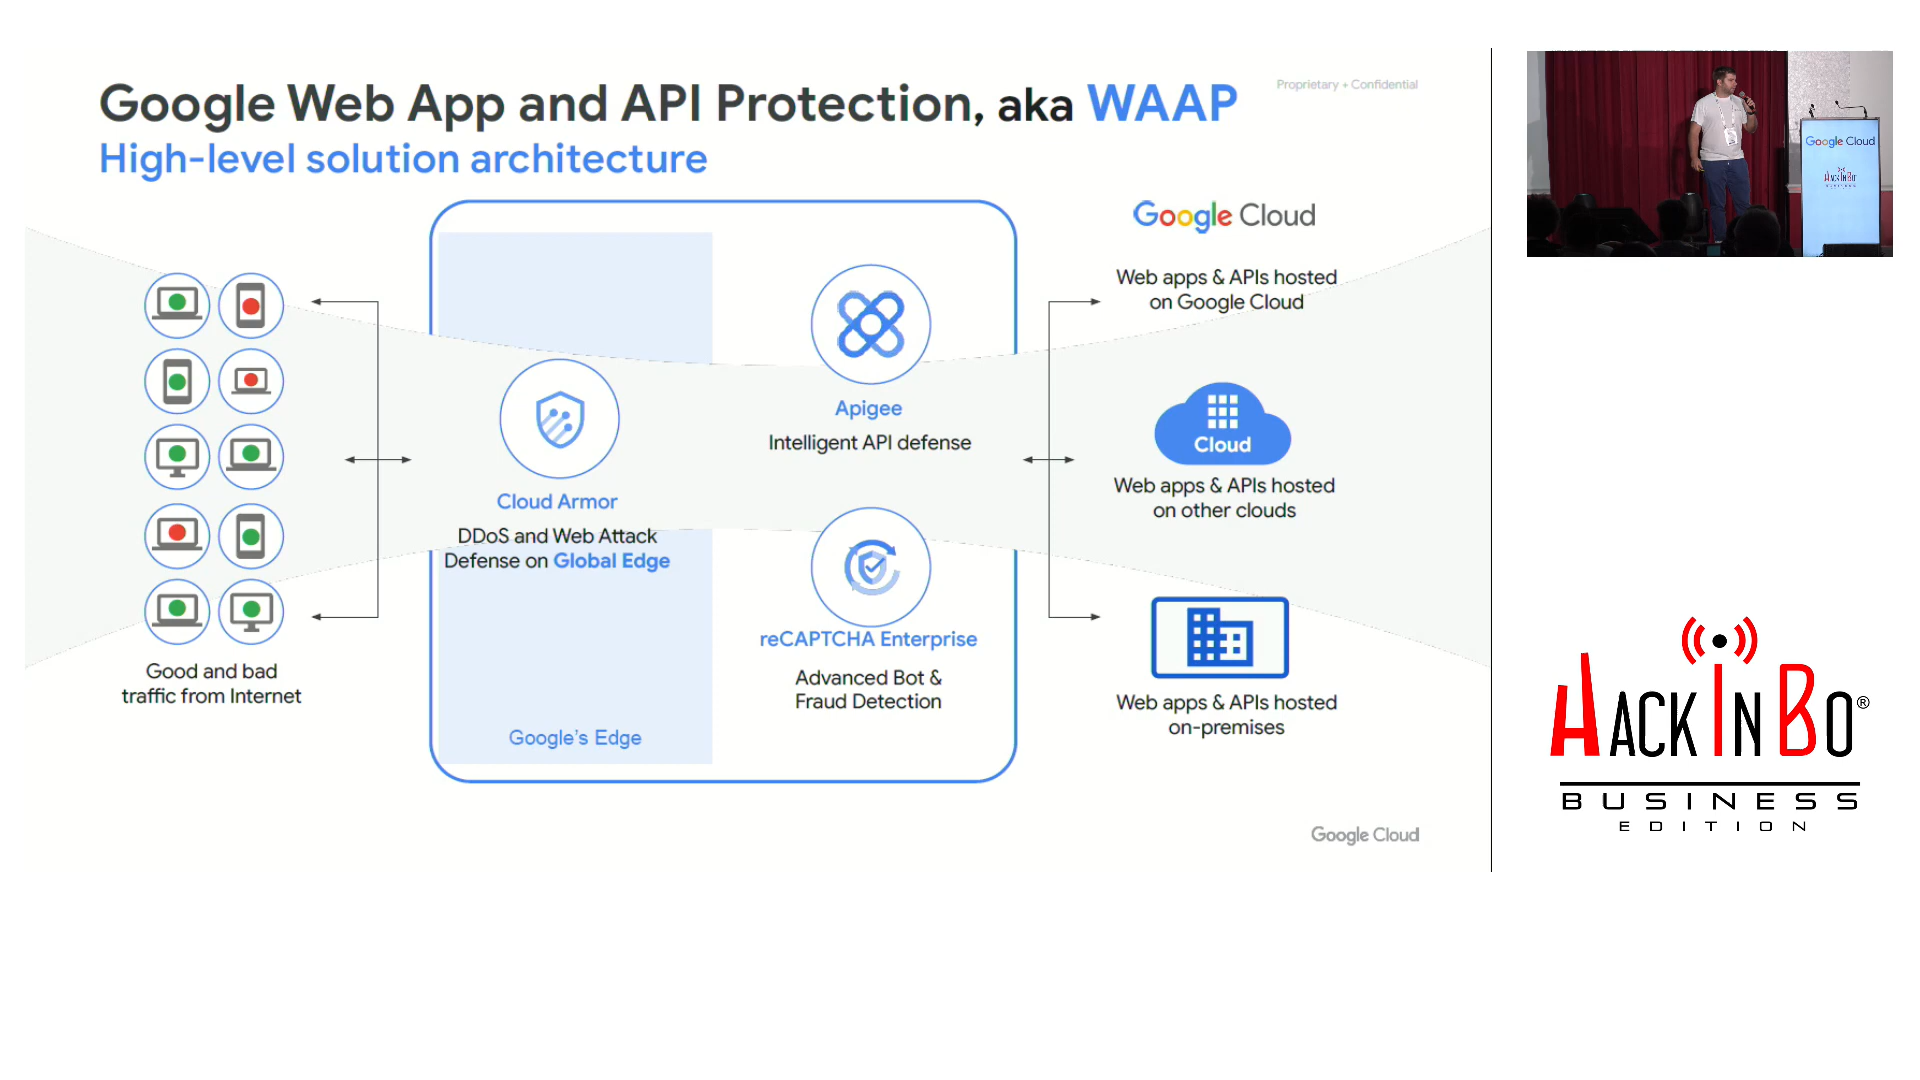 Google Web App and API Protection, aka WAAP
Proprietary + Confidential
High-level solution architecture
Good and bad
traffic from Internet
Cloud Armor
DDoS and Web Attack
Defense on Global Edge
Google's Edge
Apigee
Intelligent API defense
reCAPTCHA Enterprise
Advanced Bot &
Fraud Detection
Google Cloud
Web apps & APIs hosted
on Google Cloud
Cloud
Web apps & APIs hosted
on other clouds
Web apps & APIs hosted
on-premises
Google Cloud
Google Cloud
HACKINBO
HACKINBO®
BUSINESS
EDITION